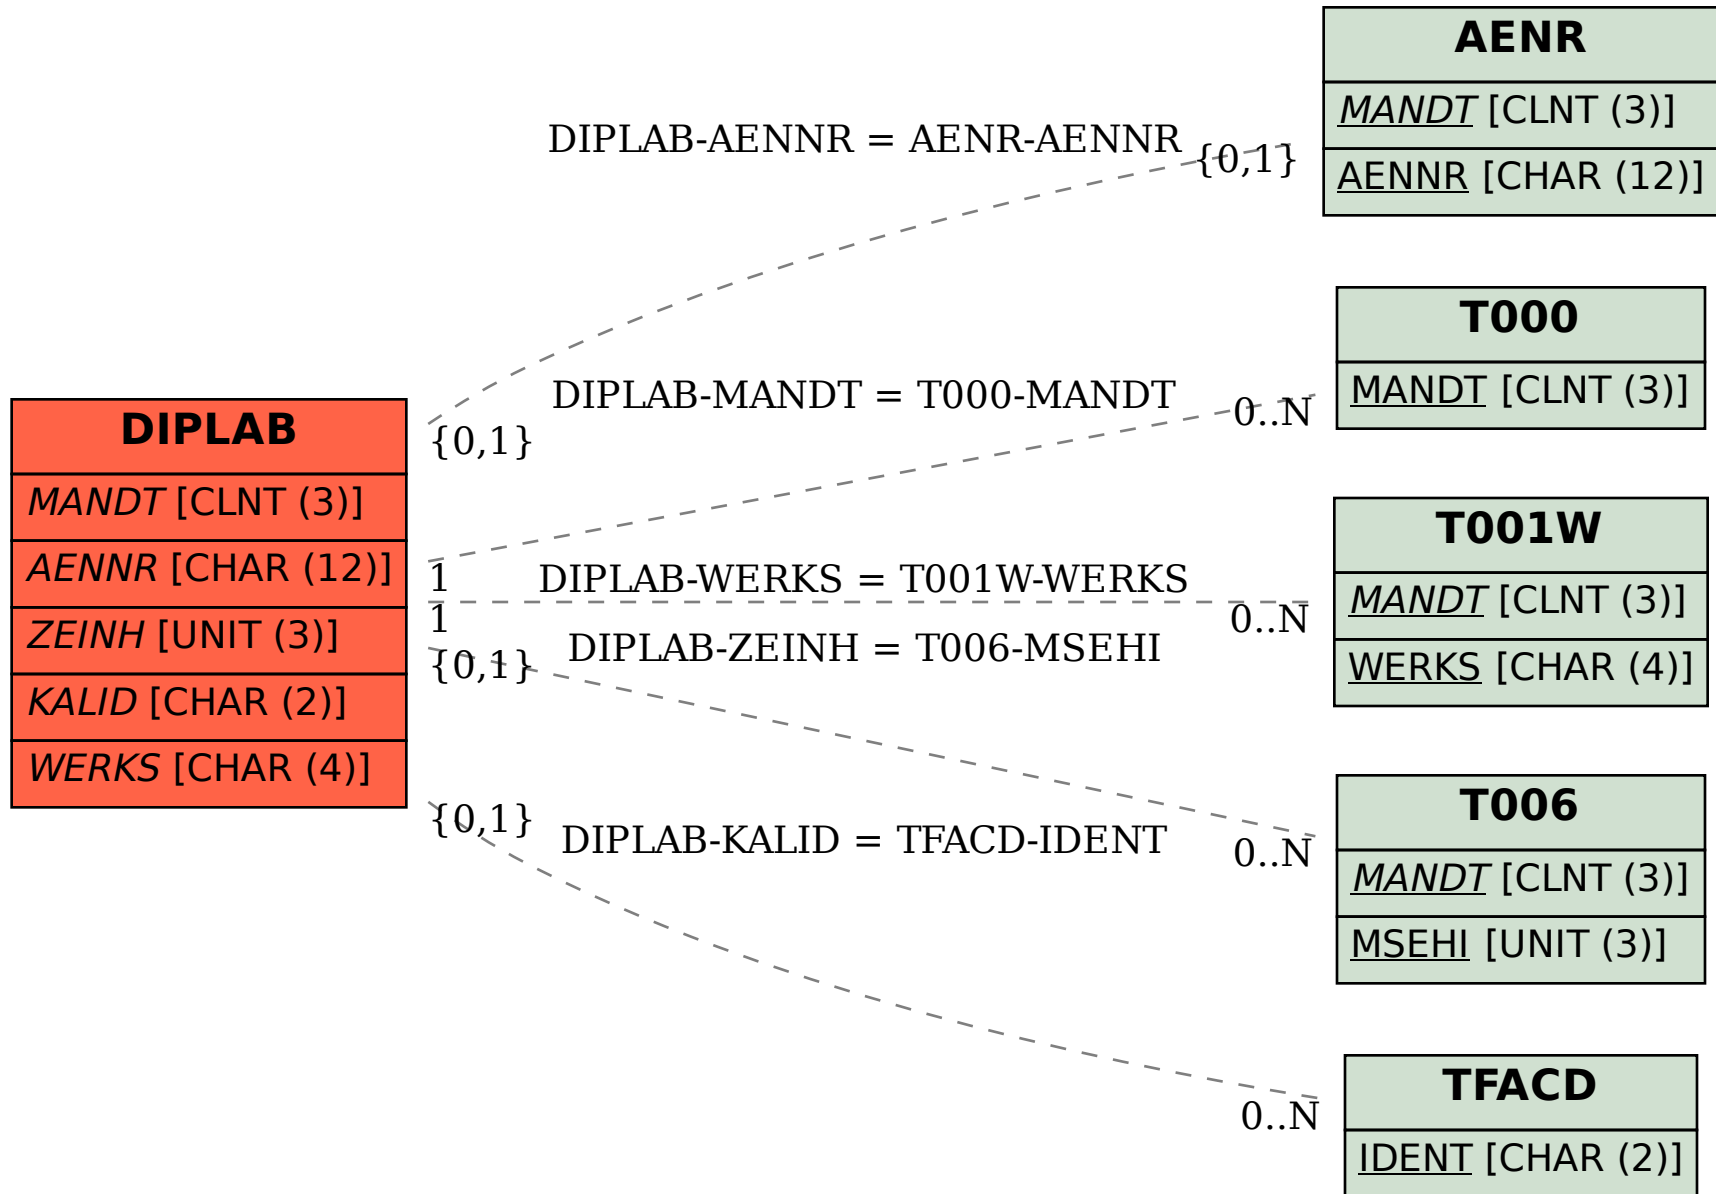 AENR
MANDT [CLNT (3)]
AENNR [CHAR (12)]
DIPLAB-AENNR = AENR-AENNR
{0,1}
{0,1}
T000
MANDT [CLNT (3)]
DIPLAB-MANDT = T000-MANDT
0..N
1
DIPLAB
MANDT [CLNT (3)]
AENNR [CHAR (12)]
ZEINH [UNIT (3)]
KALID [CHAR (2)]
WERKS [CHAR (4)]
T001W
MANDT [CLNT (3)]
WERKS [CHAR (4)]
DIPLAB-WERKS = T001W-WERKS
1
0..N
DIPLAB-ZEINH = T006-MSEHI
{0,1}
0..N
T006
MANDT [CLNT (3)]
MSEHI [UNIT (3)]
DIPLAB-KALID = TFACD-IDENT
{0,1}
0..N
TFACD
IDENT [CHAR (2)]